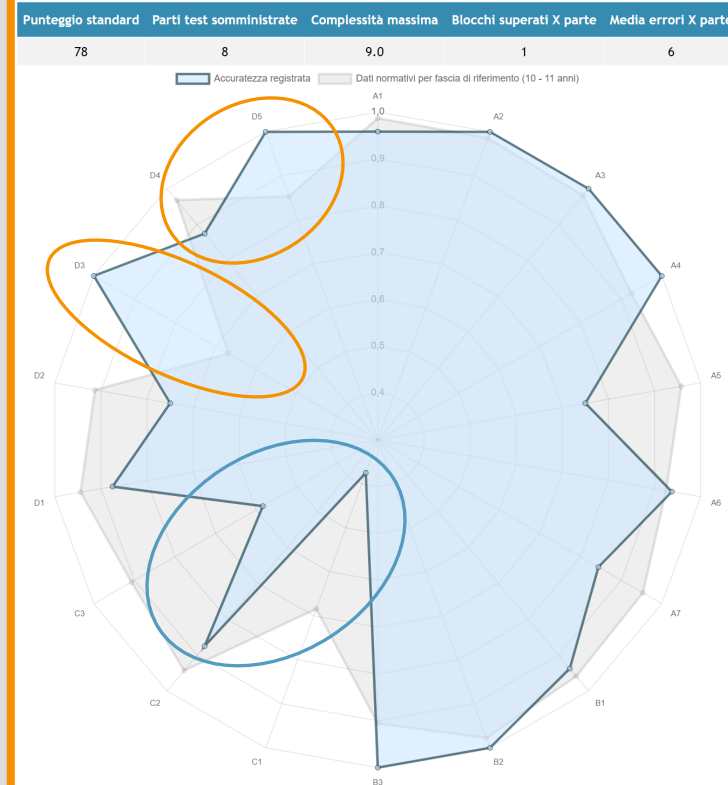 Punteggio standard Parti test somministrate Complessità massima Blocchi superati X parte Media errori X parte
78 8 9.0 1 6
Accuratezza registrata Dati normativi per fascia di riferimento (10 - 11 anni)
A1
1,0
D5 A2
0,9
D4 A3
0,8
0,7
D3 A4
0,6
0,5
D2 A5
0,4
D1 A6
C3 A7
C2 B1
C1 B2
B3